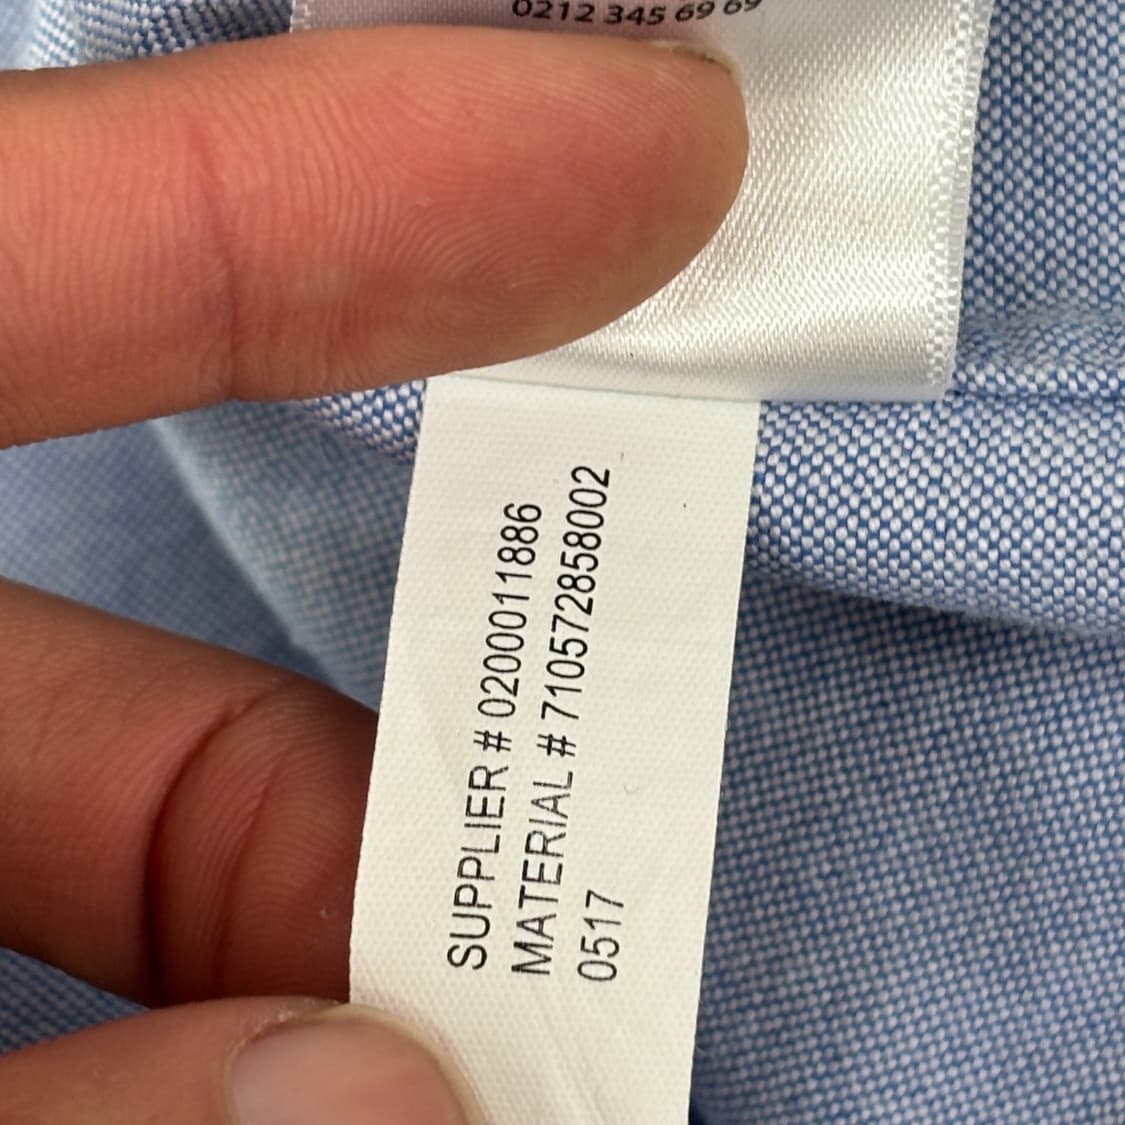 0212 345 69 69
SUPPLIER # 0200011886
MATERIAL # 710572858002
0517